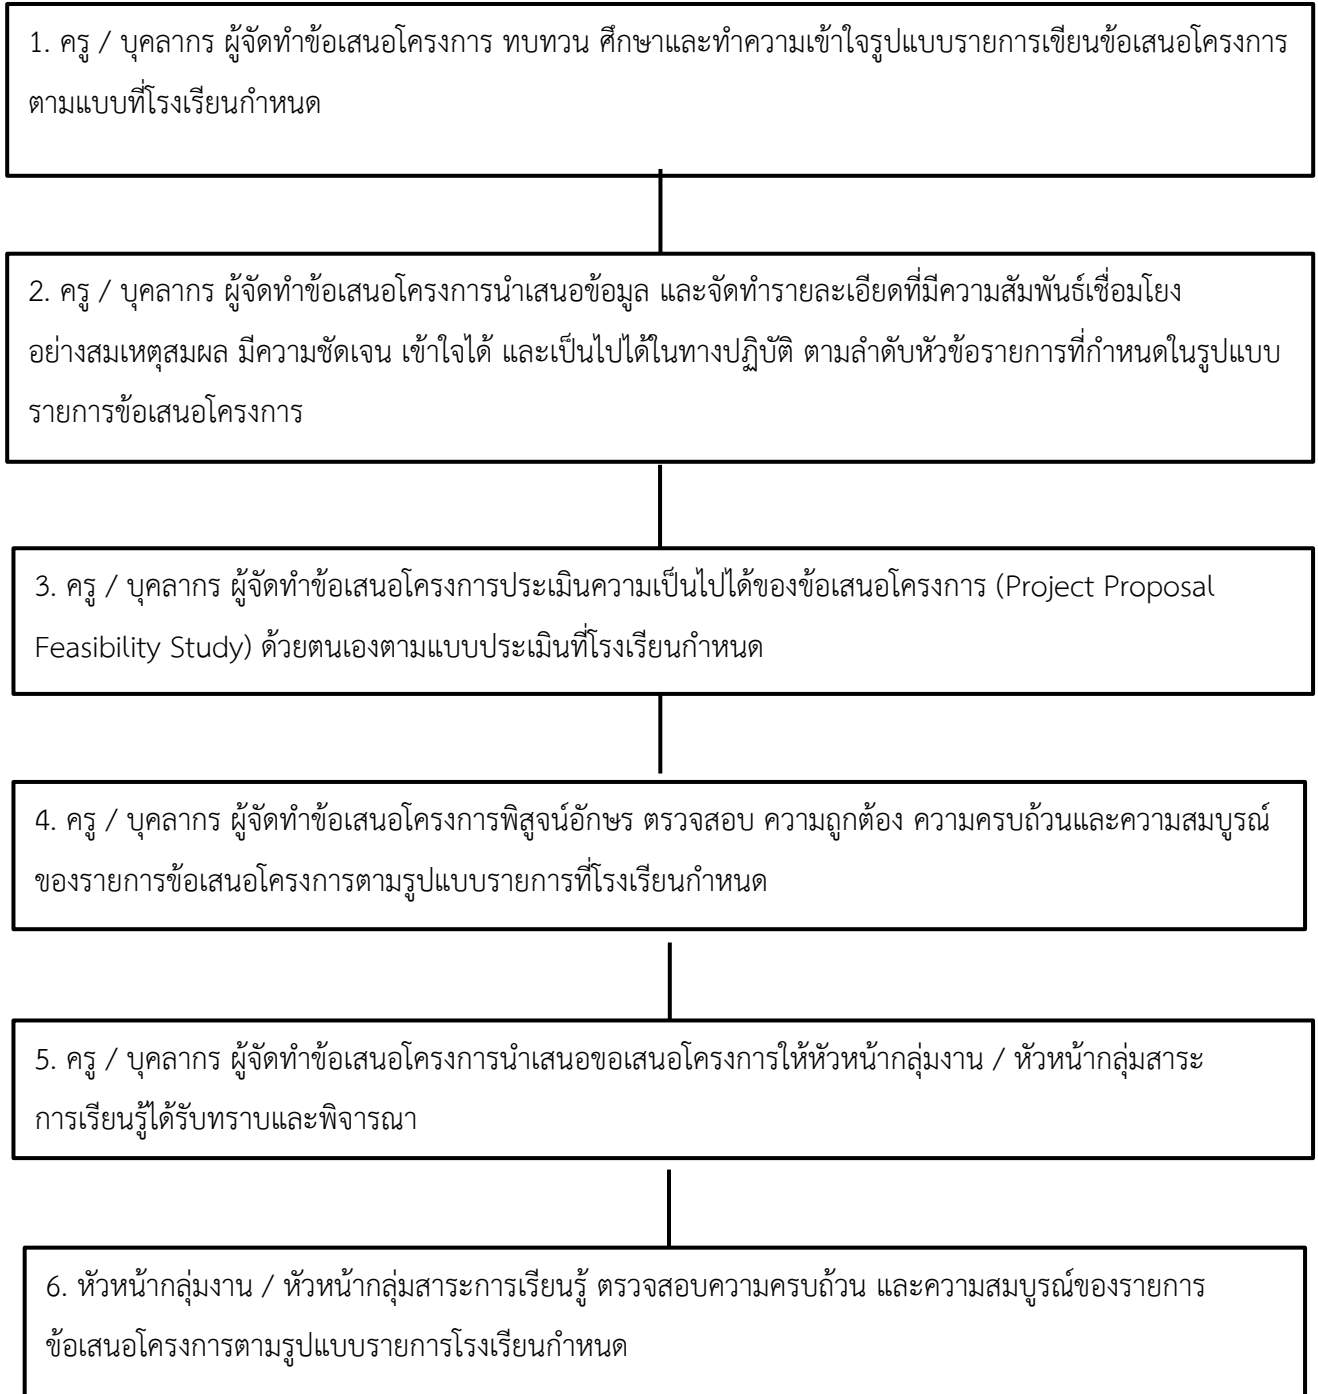 1. ครู / บุคลากร ผู้จัดทำข้อเสนอโครงการ ทบทวน ศึกษาและทำความเข้าใจรูปแบบรายการเขียนข้อเสนอโครงการ
ตามแบบที่โรงเรียนกำหนด
2. ครู / บุคลากร ผู้จัดทำข้อเสนอโครงการนำเสนอข้อมูล และจัดทำรายละเอียดที่มีความสัมพันธ์เชื่อมโยง
อย่างสมเหตุสมผล มีความชัดเจน เข้าใจได้ และเป็นไปได้ในทางปฏิบัติ ตามลำดับหัวข้อรายการที่กำหนดในรูปแบบ
รายการข้อเสนอโครงการ
3. ครู / บุคลากร ผู้จัดทำข้อเสนอโครงการประเมินความเป็นไปได้ของข้อเสนอโครงการ (Project Proposal
Feasibility Study) ด้วยตนเองตามแบบประเมินที่โรงเรียนกำหนด
4. ครู / บุคลากร ผู้จัดทำข้อเสนอโครงการพิสูจน์อักษร ตรวจสอบ ความถูกต้อง ความครบถ้วนและความสมบูรณ์
ของรายการข้อเสนอโครงการตามรูปแบบรายการที่โรงเรียนกำหนด
5. ครู / บุคลากร ผู้จัดทำข้อเสนอโครงการนำเสนอขอเสนอโครงการให้หัวหน้ากลุ่มงาน / หัวหน้ากลุ่มสาระ
การเรียนรู้ได้รับทราบและพิจารณา
6. หัวหน้ากลุ่มงาน / หัวหน้ากลุ่มสาระการเรียนรู้ ตรวจสอบความครบถ้วน และความสมบูรณ์ของรายการ
ข้อเสนอโครงการตามรูปแบบรายการโรงเรียนกำหนด